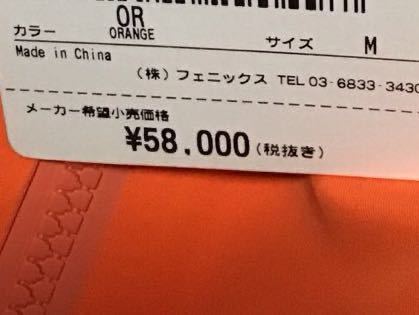 OR
カラー ORANGE サイズ M
Made in China
(株) フェニックス TEL 03-6833-3430
メーカー希望小売価格
¥58,000(税抜き)